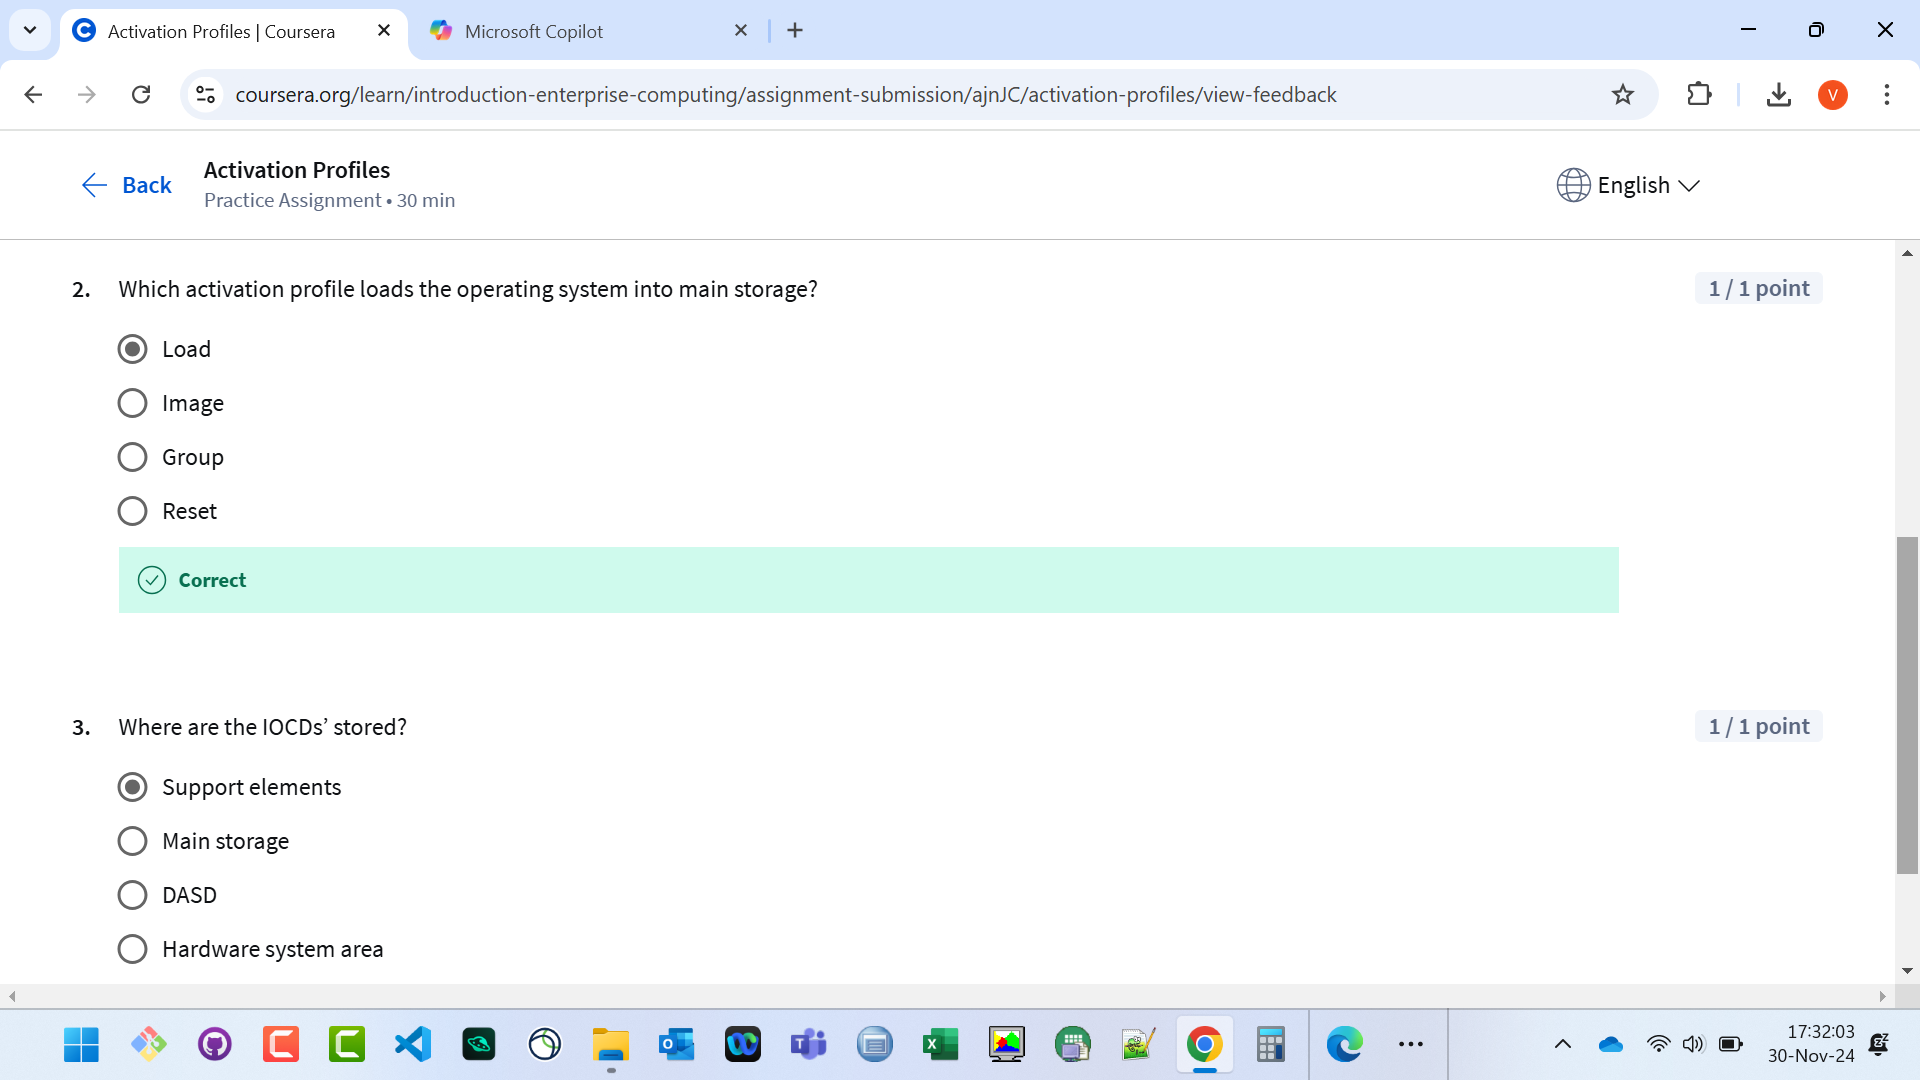 Activation Profiles | Coursera
Microsoft Copilot
coursera.org/learn/introduction-enterprise-computing/assignment-submission/ajnJC/activation-profiles/view-feedback
V
Back
Activation Profiles
Practice Assignment • 30 min
English
2. Which activation profile loads the operating system into main storage?
1 / 1 point
Load
Image
Group
Reset
Correct
3. Where are the IOCDs’ stored?
1 / 1 point
Support elements
Main storage
DASD
Hardware system area
17:32:03
30-Nov-24